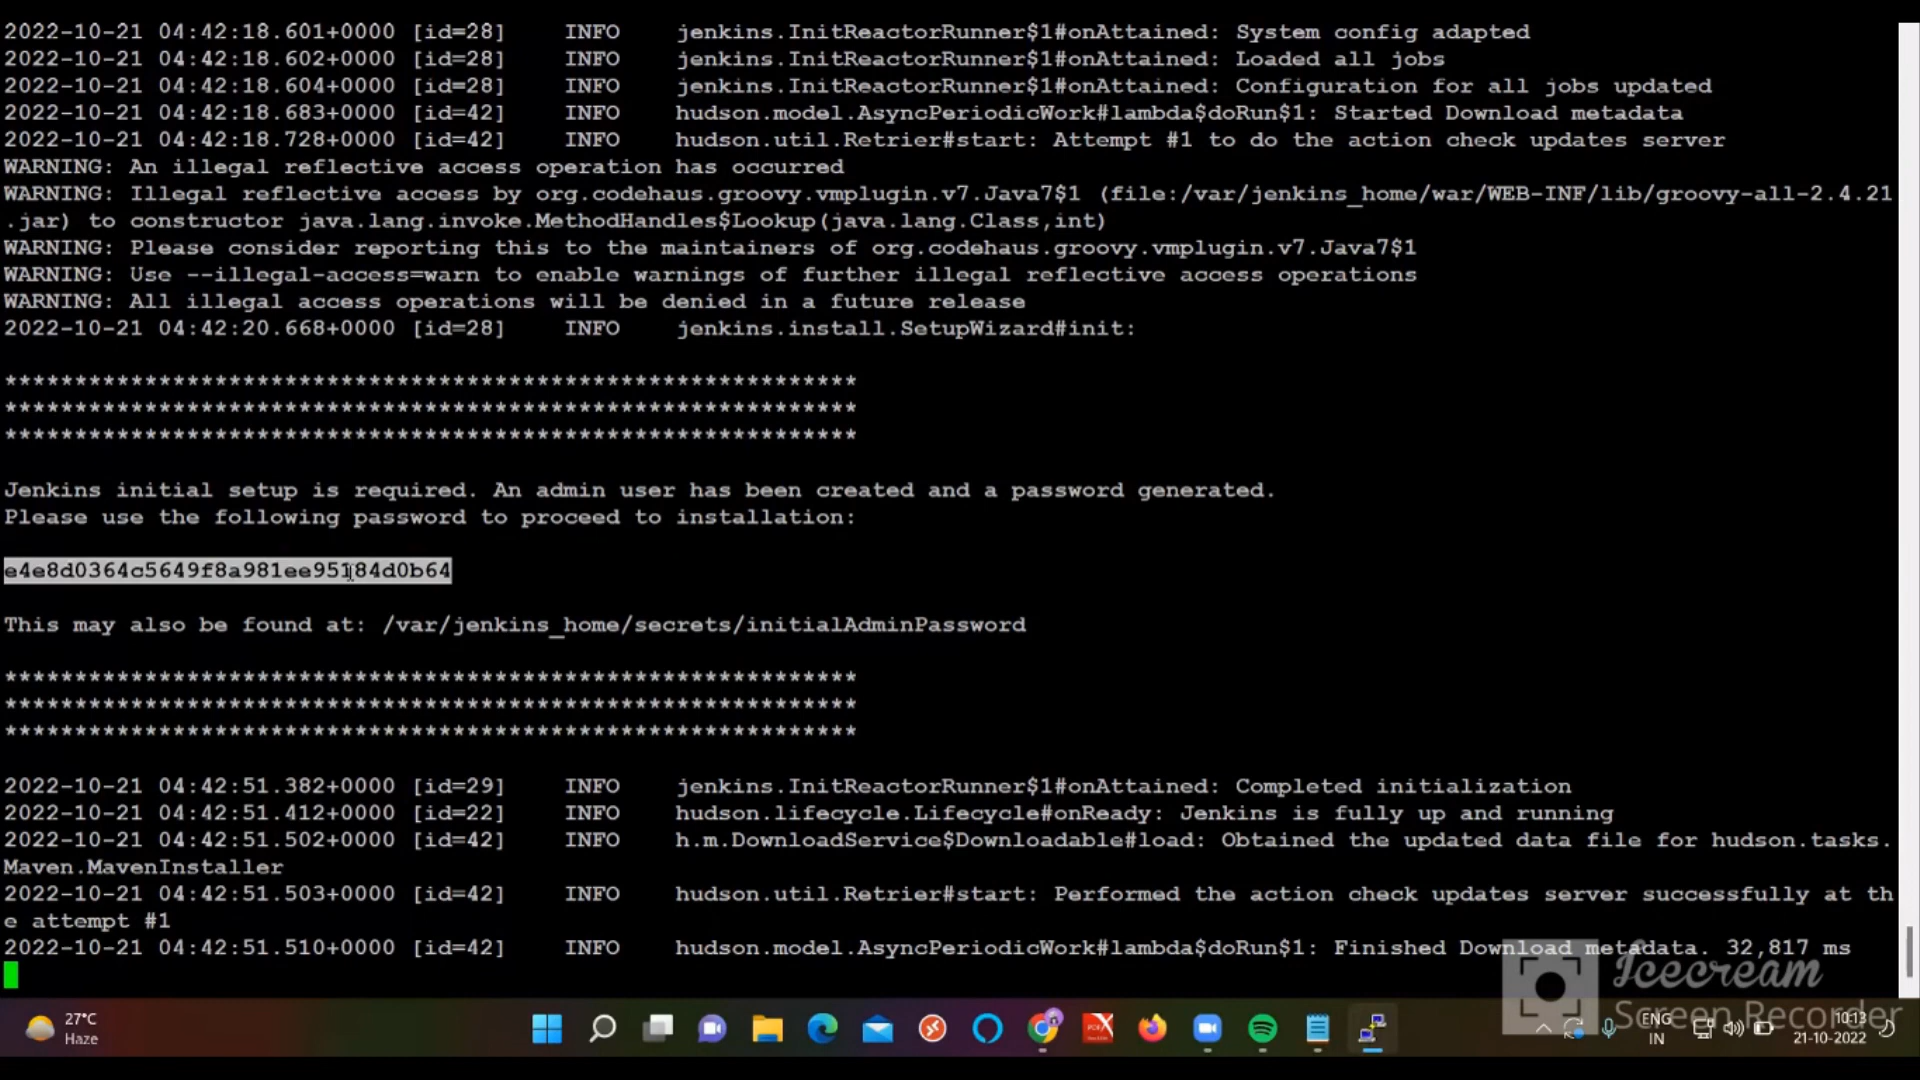 2022-10-21 04:42:18.601+0000 [id=28] INFO jenkins.InitReactorRunner$1#onAttained: System config adapted
2022-10-21 04:42:18.602+0000 [id=28] INFO jenkins.InitReactorRunner$1#onAttained: Loaded all jobs
2022-10-21 04:42:18.604+0000 [id=28] INFO jenkins.InitReactorRunner$1#onAttained: Configuration for all jobs updated
2022-10-21 04:42:18.683+0000 [id=42] INFO hudson.model.AsyncPeriodicWork#lambda$doRun$1: Started Download metadata
2022-10-21 04:42:18.728+0000 [id=42] INFO hudson.util.Retrier#start: Attempt #1 to do the action check updates server
WARNING: An illegal reflective access operation has occurred
WARNING: Illegal reflective access by org.codehaus.groovy.vmplugin.v7.Java7$1 (file:/var/jenkins_home/war/WEB-INF/lib/groovy-all-2.4.21
.jar) to constructor java.lang.invoke.MethodHandles$Lookup(java.lang.Class,int)
WARNING: Please consider reporting this to the maintainers of org.codehaus.groovy.vmplugin.v7.Java7$1
WARNING: Use --illegal-access=warn to enable warnings of further illegal reflective access operations
WARNING: All illegal access operations will be denied in a future release
2022-10-21 04:42:20.668+0000 [id=28] INFO jenkins.install.SetupWizard#init:
*************************************************************
*************************************************************
*************************************************************
Jenkins initial setup is required. An admin user has been created and a password generated.
Please use the following password to proceed to installation:
e4e8d0364c5649f8a981ee95184d0b64
This may also be found at: /var/jenkins_home/secrets/initialAdminPassword
*************************************************************
*************************************************************
*************************************************************
2022-10-21 04:42:51.382+0000 [id=29] INFO jenkins.InitReactorRunner$1#onAttained: Completed initialization
2022-10-21 04:42:51.412+0000 [id=22] INFO hudson.lifecycle.Lifecycle#onReady: Jenkins is fully up and running
2022-10-21 04:42:51.502+0000 [id=42] INFO h.m.DownloadService$Downloadable#load: Obtained the updated data file for hudson.tasks.
Maven.MavenInstaller
2022-10-21 04:42:51.503+0000 [id=42] INFO hudson.util.Retrier#start: Performed the action check updates server successfully at th
e attempt #1
2022-10-21 04:42:51.510+0000 [id=42] INFO hudson.model.AsyncPeriodicWork#lambda$doRun$1: Finished Download metadata. 32,817 ms
Icecream
Screen Recorder
27°C
Haze
ENG
IN
10:13
21-10-2022